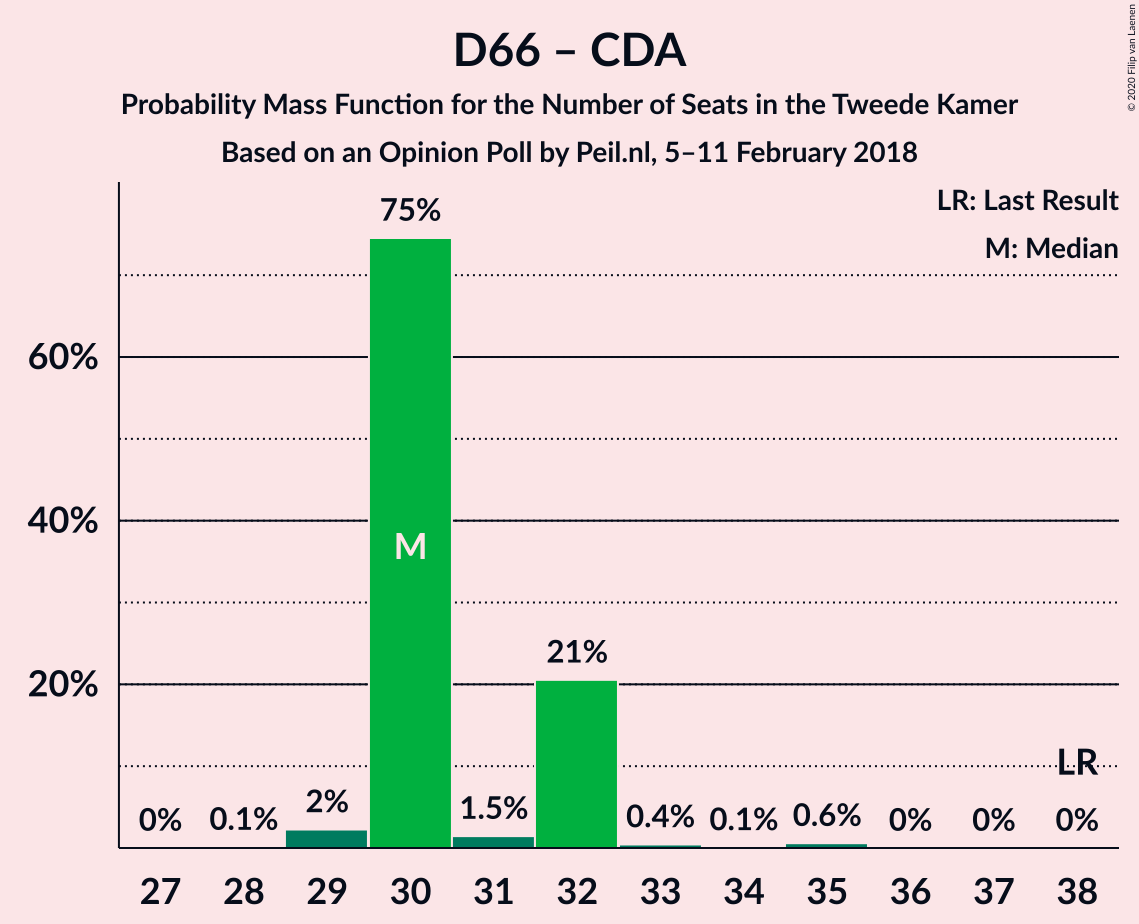 D66 – CDA
Probability Mass Function for the Number of Seats in the Tweede Kamer
Based on an Opinion Poll by Peil.nl, 5–11 February 2018
© 2020 Filip van Laenen
LR: Last Result
M: Median
60%
40%
20%
0%
0.1%
2%
75%
M
1.5%
21%
0.4%
0.1%
0.6%
0%
0%
LR
0%
27 28 29 30 31 32 33 34 35 36 37 38